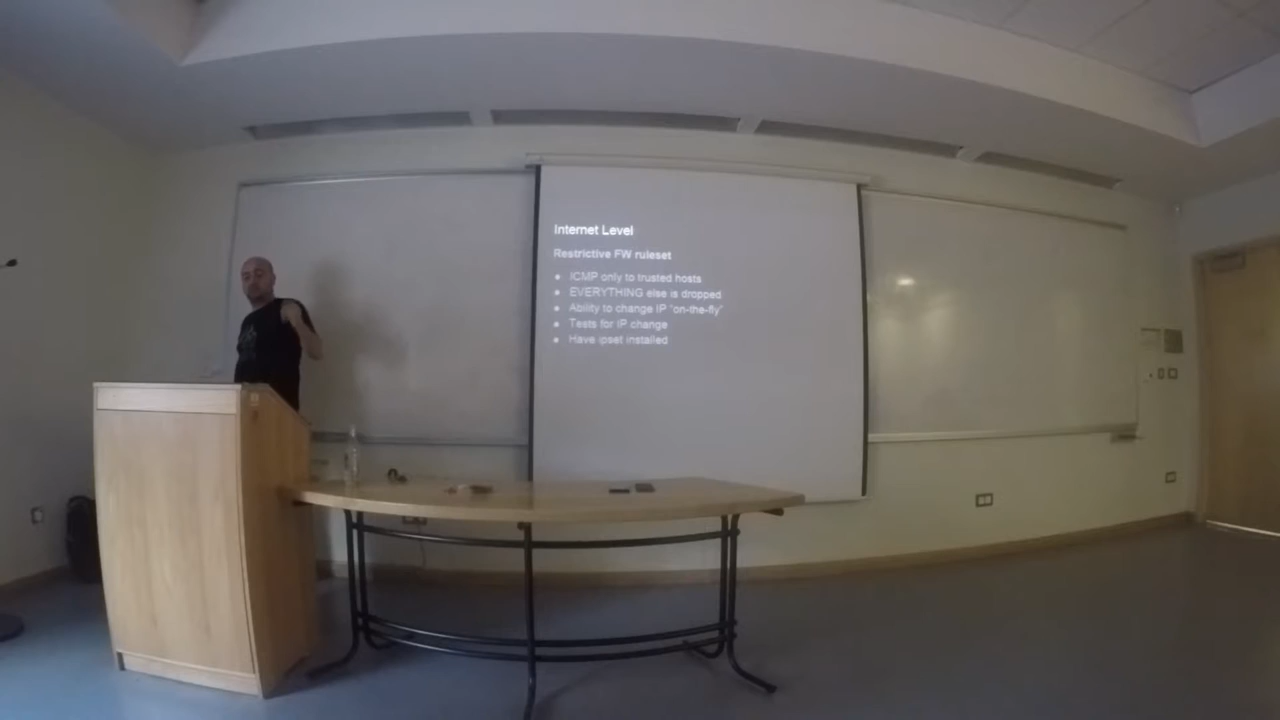 Internet Level
Restrictive FW ruleset
ICMP only to trusted hosts
EVERYTHING else is dropped
Ability to change IP "on-the-fly"
Tests for IP change
Have ipset installed